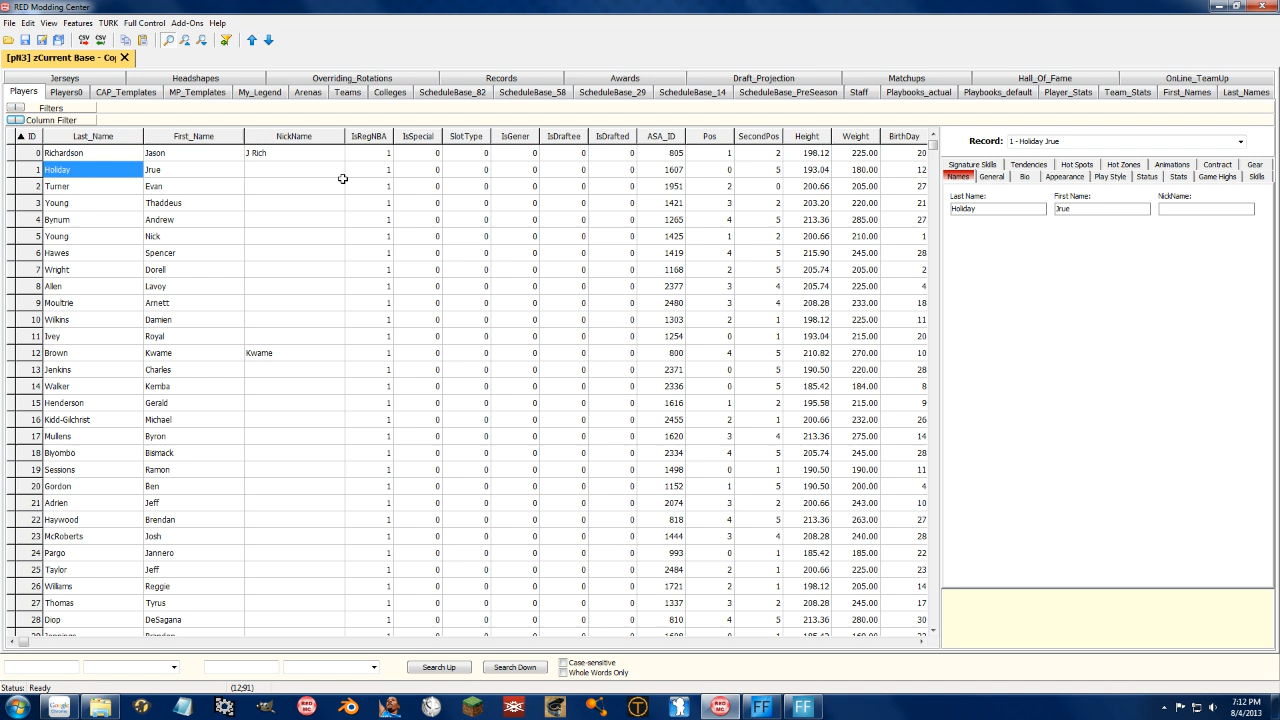 RED Modding Center
File Edit View Features TURK Full Control Add-Ons Help
CSV CSV
[pN3] zCurrent Base - Co
Jerseys Headshapes Overriding_Rotations Records Awards Draft_Projection Matchups Hall_Of_Fame OnLine_TeamUp
Players Players0 CAP_Templates MP_Templates My_Legend Arenas Teams Colleges ScheduleBase_82 ScheduleBase_58 ScheduleBase_29 ScheduleBase_14 ScheduleBase_PreSeason Staff Playbooks_actual Playbooks_default Player_Stats Team_Stats First_Names Last_Names
Filters
Column Filter
ID Last_Name First_Name NickName IsRegNBA IsSpecial SlotType IsGener IsDraftee IsDrafted ASA_ID Pos SecondPos Height Weight BirthDay
0 Richardson Jason J Rich 1 0 0 0 0 0 805 1 2 198.12 225.00 20
1 Holiday Jrue 1 0 0 0 0 0 1607 0 5 193.04 180.00 12
2 Turner Evan 1 0 0 0 0 0 1951 2 0 200.66 205.00 27
3 Young Thaddeus 1 0 0 0 0 0 1421 3 2 203.20 220.00 21
4 Bynum Andrew 1 0 0 0 0 0 1265 4 5 213.36 285.00 27
5 Young Nick 1 0 0 0 0 0 1425 1 2 200.66 210.00 1
6 Hawes Spencer 1 0 0 0 0 0 1419 4 5 215.90 245.00 28
7 Wright Dorell 1 0 0 0 0 0 1168 2 5 205.74 205.00 2
8 Allen Lavoy 1 0 0 0 0 0 2377 3 4 205.74 225.00 4
9 Moultrie Arnett 1 0 0 0 0 0 2480 3 4 208.28 233.00 18
10 Wilkins Damien 1 0 0 0 0 0 1303 2 1 198.12 225.00 11
11 Ivey Royal 1 0 0 0 0 0 1254 0 1 193.04 215.00 20
12 Brown Kwame Kwame 1 0 0 0 0 0 800 4 5 210.82 270.00 10
13 Jenkins Charles 1 0 0 0 0 0 2371 0 5 190.50 220.00 28
14 Walker Kemba 1 0 0 0 0 0 2336 0 5 185.42 184.00 8
15 Henderson Gerald 1 0 0 0 0 0 1616 1 2 195.58 215.00 9
16 Kidd-Gilchrist Michael 1 0 0 0 0 0 2455 2 1 200.66 232.00 26
17 Mullens Byron 1 0 0 0 0 0 1620 3 4 213.36 275.00 14
18 Biyombo Bismack 1 0 0 0 0 0 2334 4 5 205.74 245.00 28
19 Sessions Ramon 1 0 0 0 0 0 1498 0 1 190.50 190.00 11
20 Gordon Ben 1 0 0 0 0 0 1152 1 5 190.50 200.00 4
21 Adrien Jeff 1 0 0 0 0 0 2074 3 2 200.66 243.00 10
22 Haywood Brendan 1 0 0 0 0 0 818 4 5 213.36 263.00 27
23 McRoberts Josh 1 0 0 0 0 0 1444 3 4 208.28 240.00 28
24 Pargo Jannero 1 0 0 0 0 0 993 0 1 185.42 185.00 22
25 Taylor Jeff 1 0 0 0 0 0 2484 2 1 200.66 225.00 23
26 Williams Reggie 1 0 0 0 0 0 1721 2 1 198.12 205.00 14
27 Thomas Tyrus 1 0 0 0 0 0 1337 3 2 208.28 245.00 17
28 Diop DeSagana 1 0 0 0 0 0 810 4 5 213.36 280.00 30
Record: 1 - Holiday Jrue
Signature Skills Tendencies Hot Spots Hot Zones Animations Contract Gear
Names General Bio Appearance Play Style Status Stats Game Highs Skills
Last Name: First Name: NickName:
Holiday Jrue
Search Up Search Down Case-sensitive
Whole Words Only
Status: Ready (12;91)
Google RED MC RED MC FF FF
7:12 PM
8/4/2013